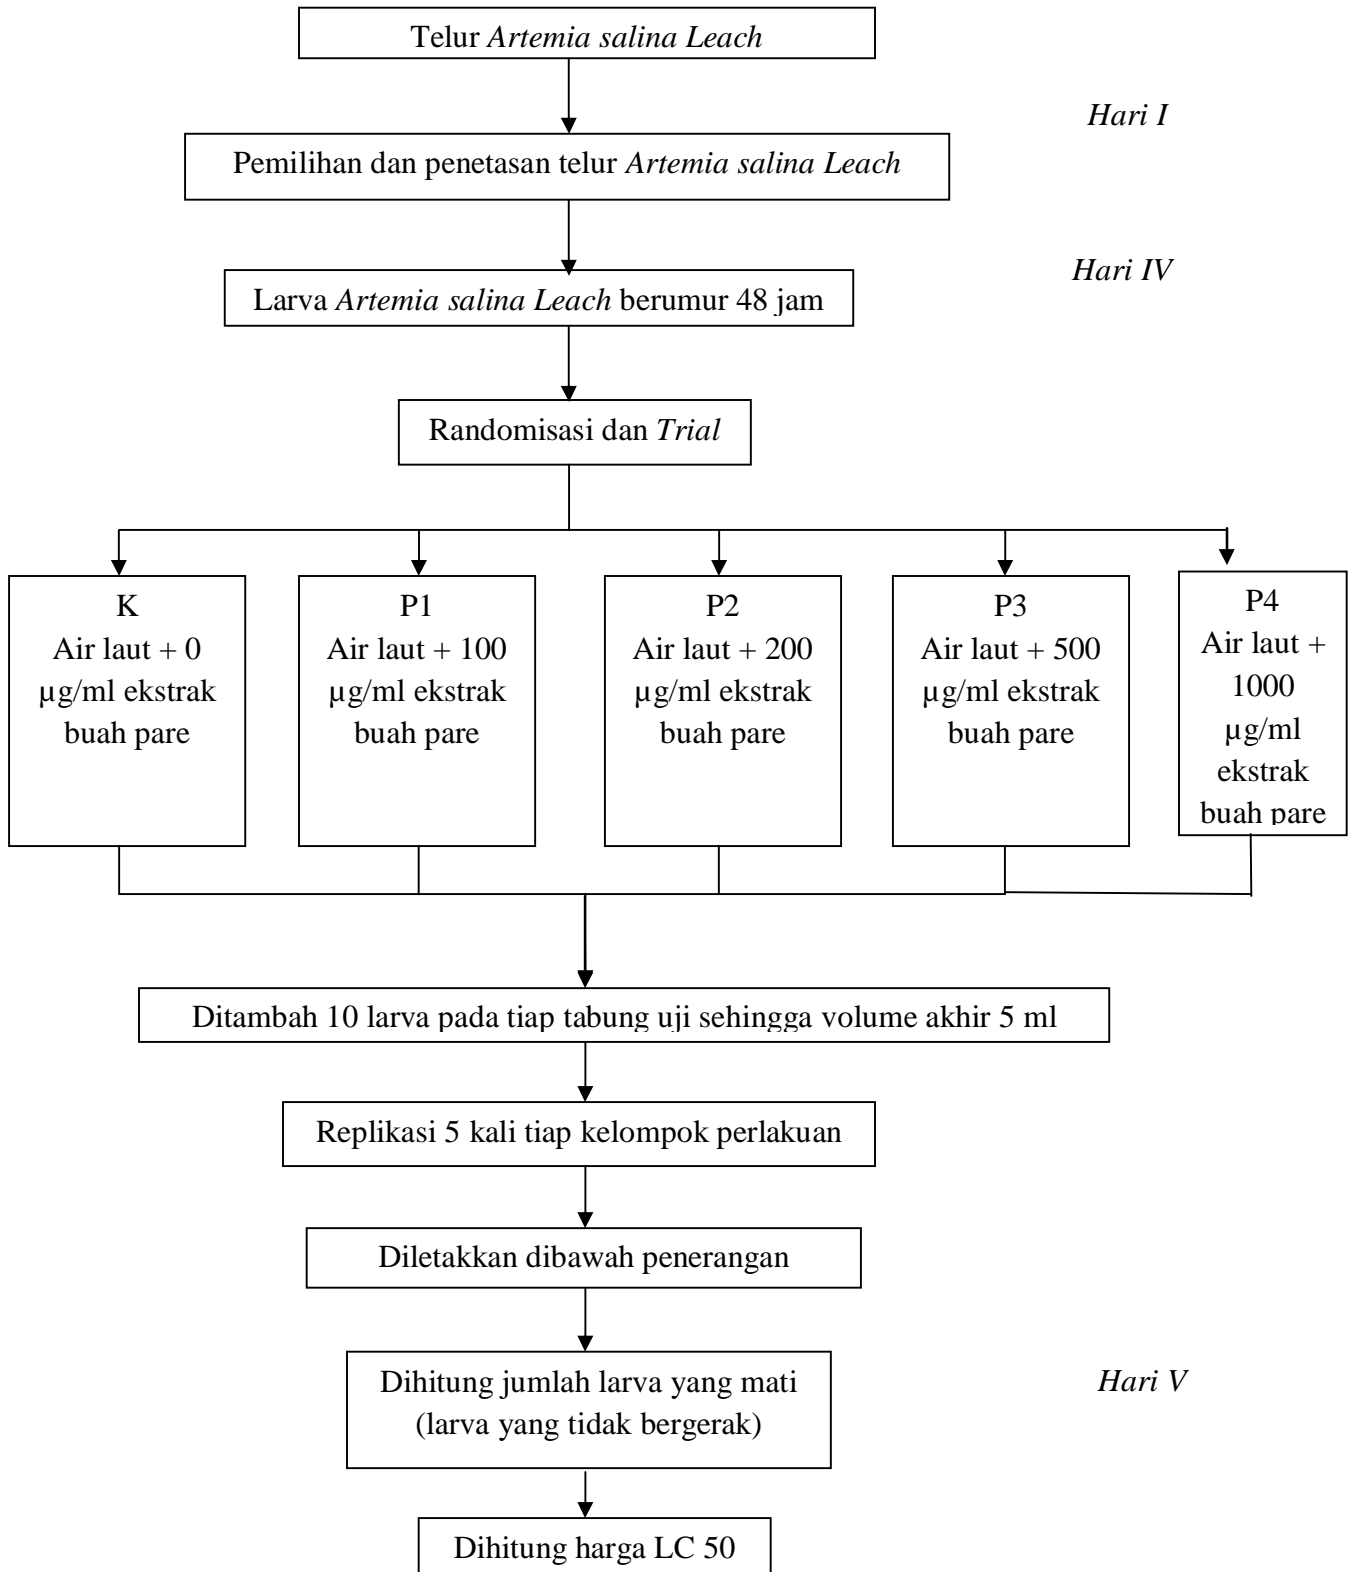 Telur Artemia salina Leach
Hari I
Pemilihan dan penetasan telur Artemia salina Leach
Hari IV
Larva Artemia salina Leach berumur 48 jam
Randomisasi dan Trial
K
Air laut + 0
µg/ml ekstrak
buah pare
P1
Air laut + 100
µg/ml ekstrak
buah pare
P2
Air laut + 200
µg/ml ekstrak
buah pare
P3
Air laut + 500
µg/ml ekstrak
buah pare
P4
Air laut +
1000
µg/ml
ekstrak
buah pare
Ditambah 10 larva pada tiap tabung uji sehingga volume akhir 5 ml
Replikasi 5 kali tiap kelompok perlakuan
Diletakkan dibawah penerangan
Dihitung jumlah larva yang mati
(larva yang tidak bergerak)
Hari V
Dihitung harga LC 50